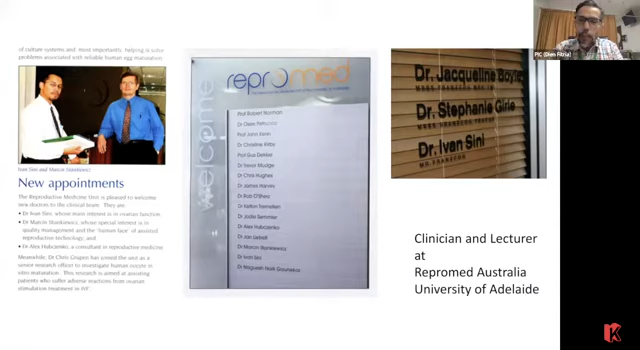 of culture systems and most importantly, helping to solve
problems associated with reliable human egg maturation.
Ivan Sini and Marcin Stankiewicz
New appointments
The Reproductive Medicine Unit is pleased to welcome
new doctors to the clinical team. They are:
• Dr Ivan Sini, whose main interest is in ovarian function,
• Dr Marcin Stankiewicz, whose special interest is in
quality management and the 'human face' of assisted
reproductive technology; and
• Dr Alex Hubczenko, a consultant in reproductive medicine
Meanwhile, Dr Chris has joined the unit as a
senior research officer to investigate human oocyte in
vitro maturation. This research is aimed at assisting
patients who suffer adverse reactions from ovarian
stimulation treatment in IVF.
welcome
repromed
Prof Robert Norman
Dr Ossie Petrucco
Prof John Kerin
Dr Christine Kirby
Prof Gus Dekker
Dr Trevor Mudge
Dr Chris Hughes
Dr James Harvey
Dr Rob O'Shea
Dr Kelton Tremellen
Dr Jodie Semmler
Dr Alex Hubczenko
Dr Jan
Dr Marcin Stankiewicz
Dr Ivan Sini
Dr
Dr. Jacqueline
Dr. Stephanie Girle
Dr. Ivan Sini
Clinician and Lecturer
at
Repromed Australia
University of Adelaide
PIC (Dien Fitria)
K